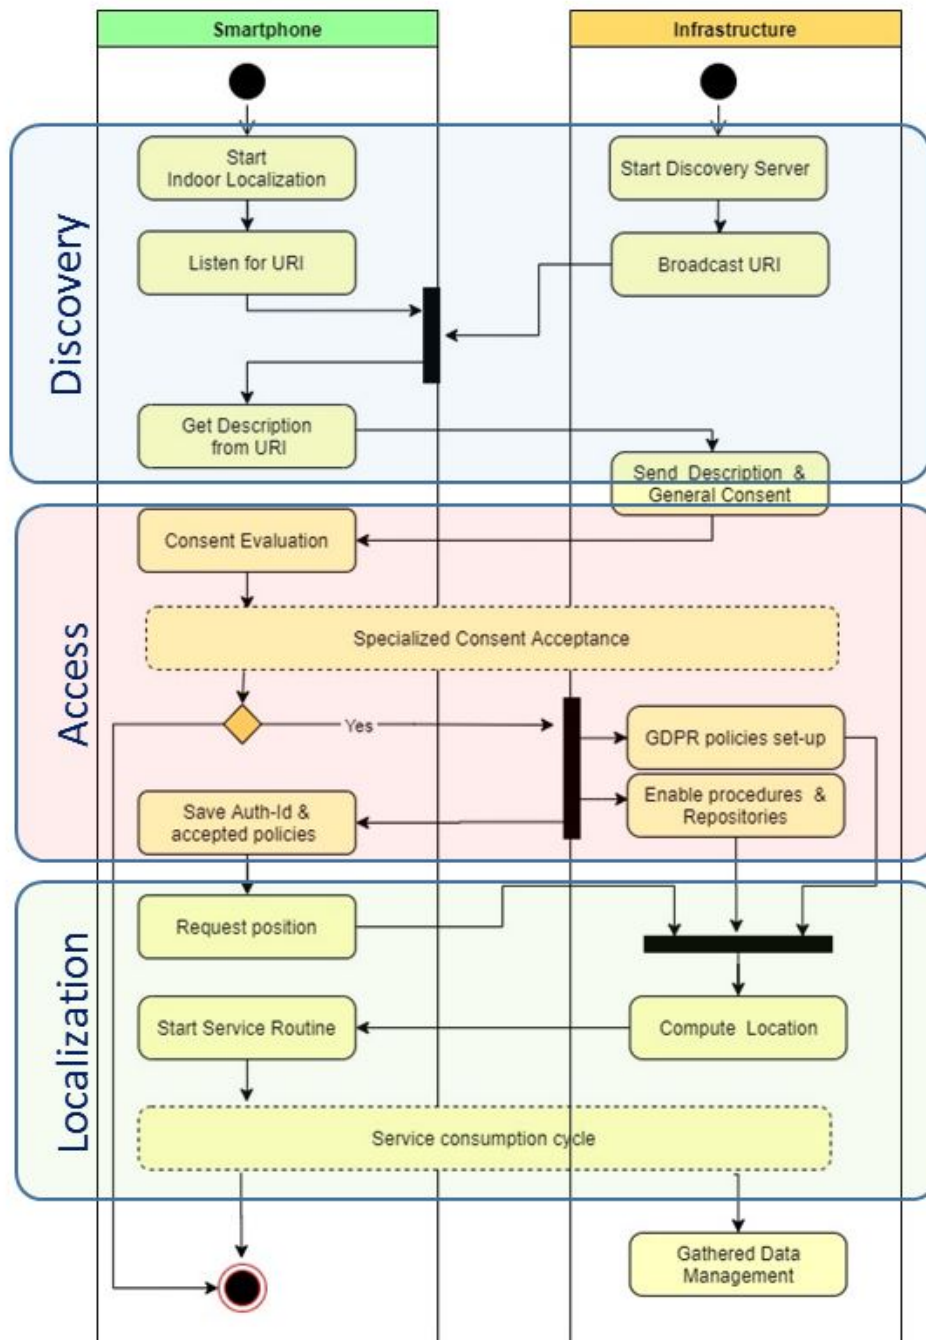 Smartphone
Infrastructure
Discovery
Start
Indoor Localization
Start Discovery Server
Listen for URI
Broadcast URI
Get Description
from URI
Send Description &
General Consent
Access
Consent Evaluation
Specialized Consent Acceptance
Yes
GDPR policies set-up
Save Auth-Id &
accepted policies
Enable procedures &
Repositories
Localization
Request position
Start Service Routine
Compute Location
Service consumption cycle
Gathered Data
Management